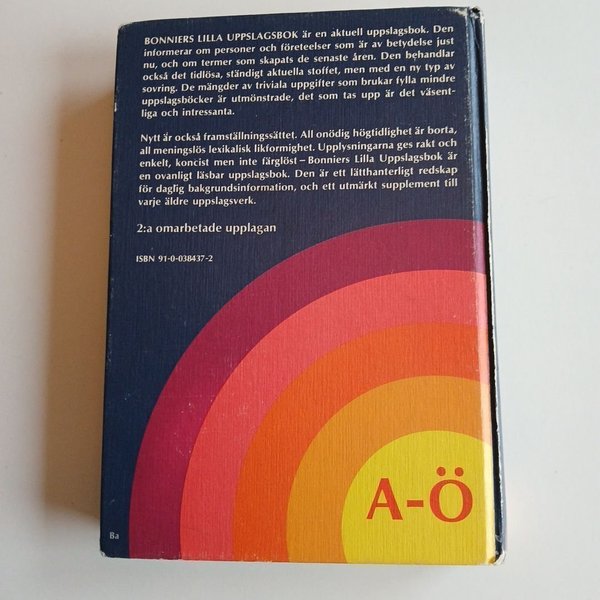 BONNIERS LILLA UPPSLAGSBOK är en aktuell uppslagsbok. Den
informerar om personer och företeelser som är av betydelse just
nu, och om termer som skapats de senaste åren. Den behandlar
också det tidlösa, ständigt aktuella stoffet, men med en ny typ av
sovring. De mängder av triviala uppgifter som brukar fylla mindre
uppslagsböcker är utmönstrade, det som tas upp är det väsent-
liga och intressanta.
Nytt är också framställningssättet. All onödig högtidlighet är borta,
all meningslös lexikalisk likformighet. Upplysningarna ges rakt och
enkelt, koncist men inte färglöst – Bonniers Lilla Uppslagsbok är
en ovanligt läsbar uppslagsbok. Den är ett lätthanterligt redskap
för daglig bakgrundsinformation, och ett utmärkt supplement till
varje äldre uppslagsverk.
2:a omarbetade upplagan
ISBN 91-0-038437-2
A-Ö
Ba